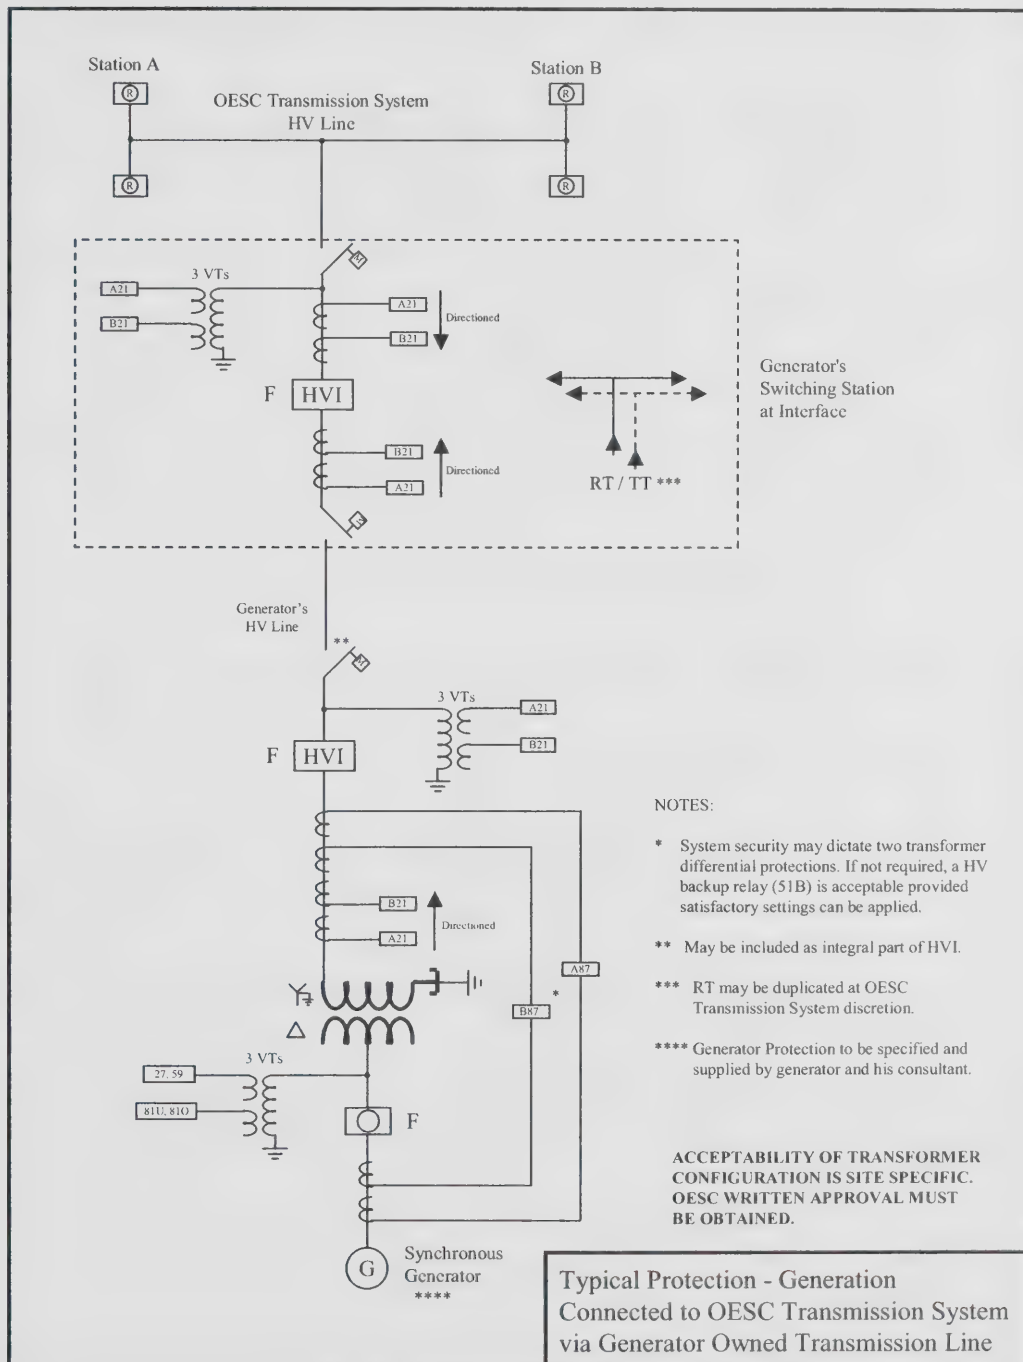 Station A
Station B
R
R
OESC Transmission System
HV Line
R
R
M
3 VTs
A21
A21
Directioned
B21
B21
Generator's
Switching Station
at Interface
F
HVI
B21
Directioned
A21
RT / TT ***
M
Generator's
HV Line
**
M
3 VTs
A21
B21
F
HVI
NOTES:
* System security may dictate two transformer
differential protections. If not required, a HV
backup relay (51B) is acceptable provided
satisfactory settings can be applied.
B21
Directioned
A21
** May be included as integral part of HVI.
A87
*** RT may be duplicated at OESC
Transmission System discretion.
B87
*
**** Generator Protection to be specified and
supplied by generator and his consultant.
3 VTs
27, 59
81U, 81O
F
ACCEPTABILITY OF TRANSFORMER
CONFIGURATION IS SITE SPECIFIC.
OESC WRITTEN APPROVAL MUST
BE OBTAINED.
G
Synchronous
Generator
****
Typical Protection - Generation
Connected to OESC Transmission System
via Generator Owned Transmission Line